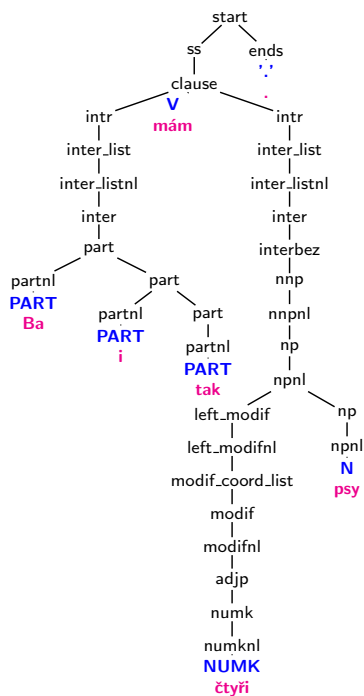 start
ss ends
clause '.'
intr V . intr
mám
inter_list inter_list
inter_listnl inter_listnl
inter inter
part interbez
partnl part nnp
PART partnl part nnpnl
Ba PART partnl np
i PART npnl
tak
left_modif np
left_modifnl npnl
modif_coord_list N
modif psy
modifnl
adjp
numk
numknl
NUMK
čtyři